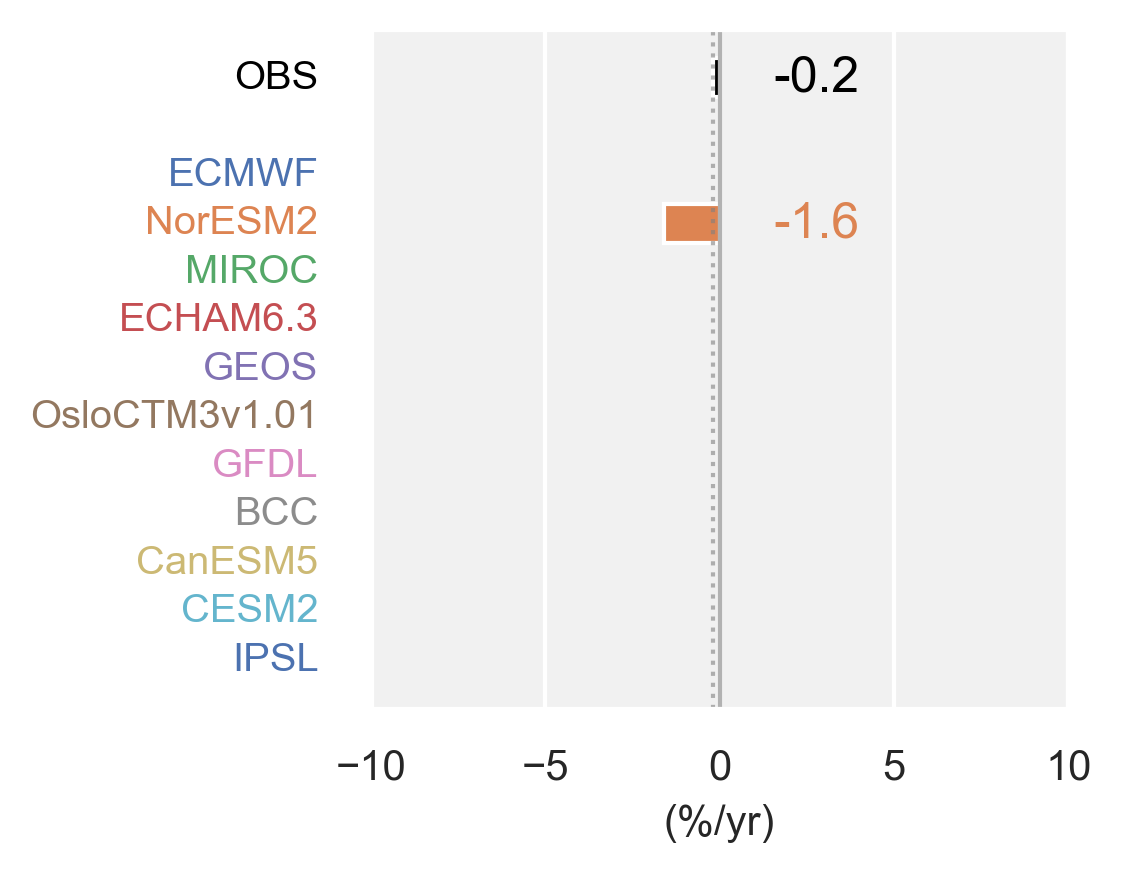 OBS -0.2
ECMWF
NorESM2 -1.6
MIROC
ECHAM6.3
GEOS
OsloCTM3v1.01
GFDL
BCC
CanESM5
CESM2
IPSL
−10 −5 0 5 10
(%/yr)